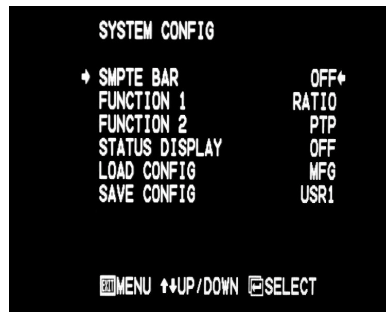 SYSTEM CONFIG
→ SMPTE BAR OFF←
FUNCTION 1 RATIO
FUNCTION 2 PTP
STATUS DISPLAY OFF
LOAD CONFIG MFG
SAVE CONFIG USR1
EXIT MENU ↑↓UP/DOWN SELECT